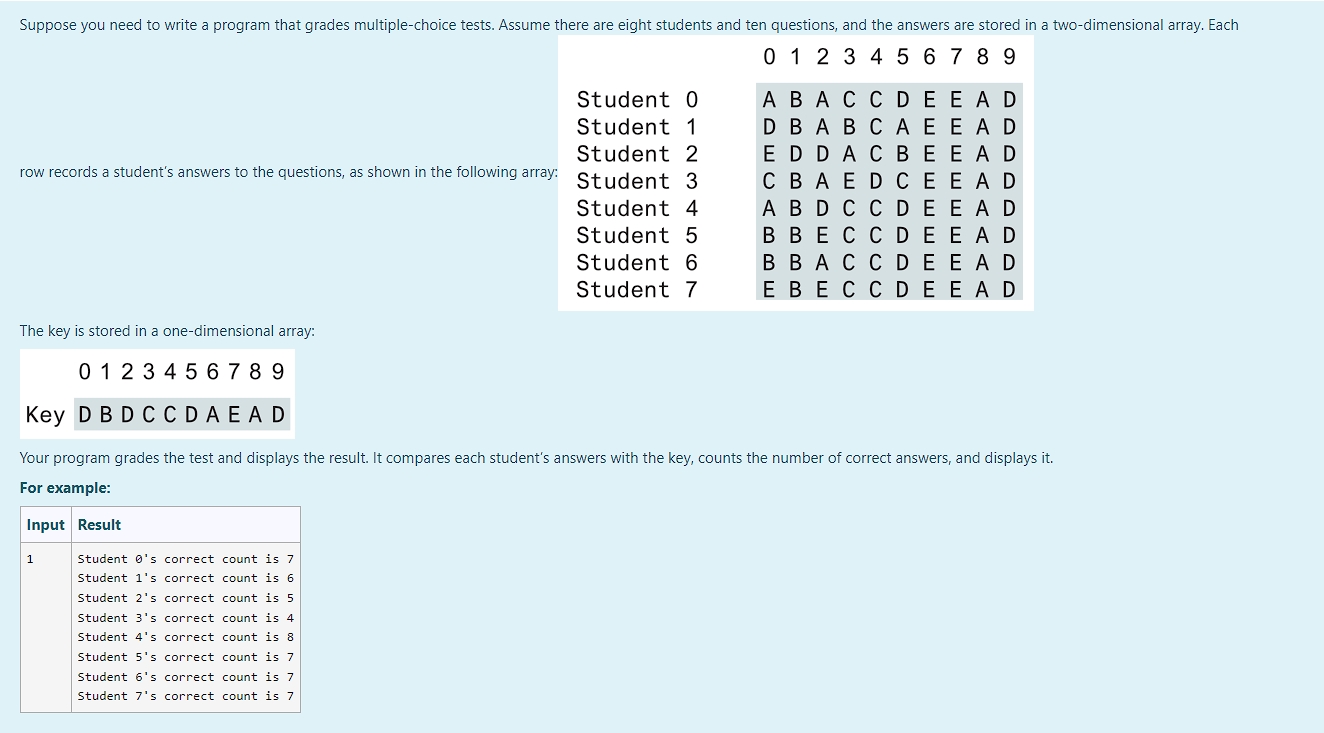 Suppose you need to write a program that grades multiple-choice tests. Assume there are eight students and ten questions, and the answers are stored in a two-dimensional array. Each
row records a student's answers to the questions, as shown in the following array:
0 1 2 3 4 5 6 7 8 9
Student 0 A B A C C D E E A D
Student 1 D B A B C A E E A D
Student 2 E D D A C B E E A D
Student 3 C B A E D C E E A D
Student 4 A B D C C D E E A D
Student 5 B B E C C D E E A D
Student 6 B B A C C D E E A D
Student 7 E B E C C D E E A D
The key is stored in a one-dimensional array:
0 1 2 3 4 5 6 7 8 9
Key D B D C C D A E A D
Your program grades the test and displays the result. It compares each student's answers with the key, counts the number of correct answers, and displays it.
For example:
Input Result
1 Student 0's correct count is 7
Student 1's correct count is 6
Student 2's correct count is 5
Student 3's correct count is 4
Student 4's correct count is 8
Student 5's correct count is 7
Student 6's correct count is 7
Student 7's correct count is 7